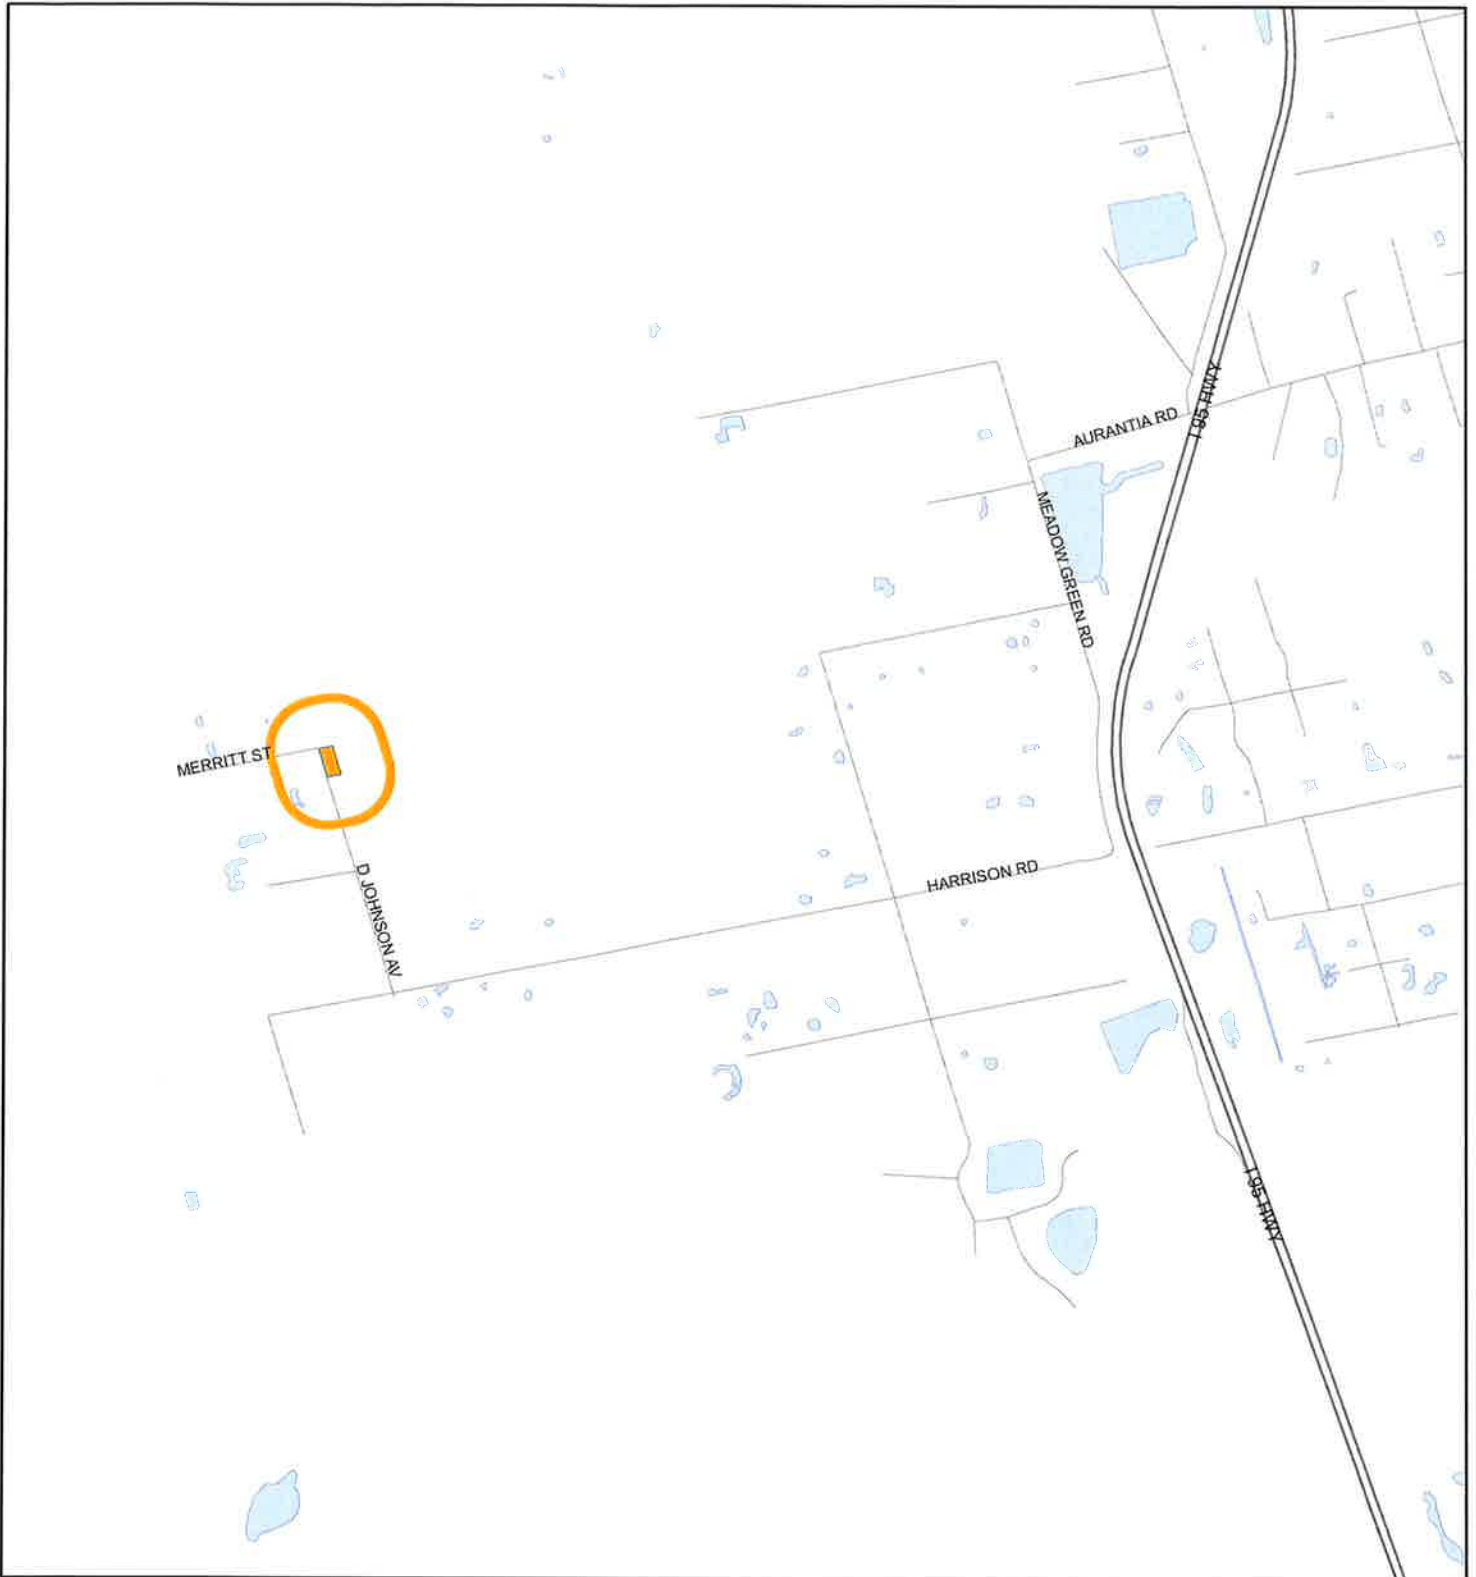 I 95 HWY
AURANTIA RD
MEADOW GREEN RD
MERRITT ST
D JOHNSON AV
HARRISON RD
I 95 HWY